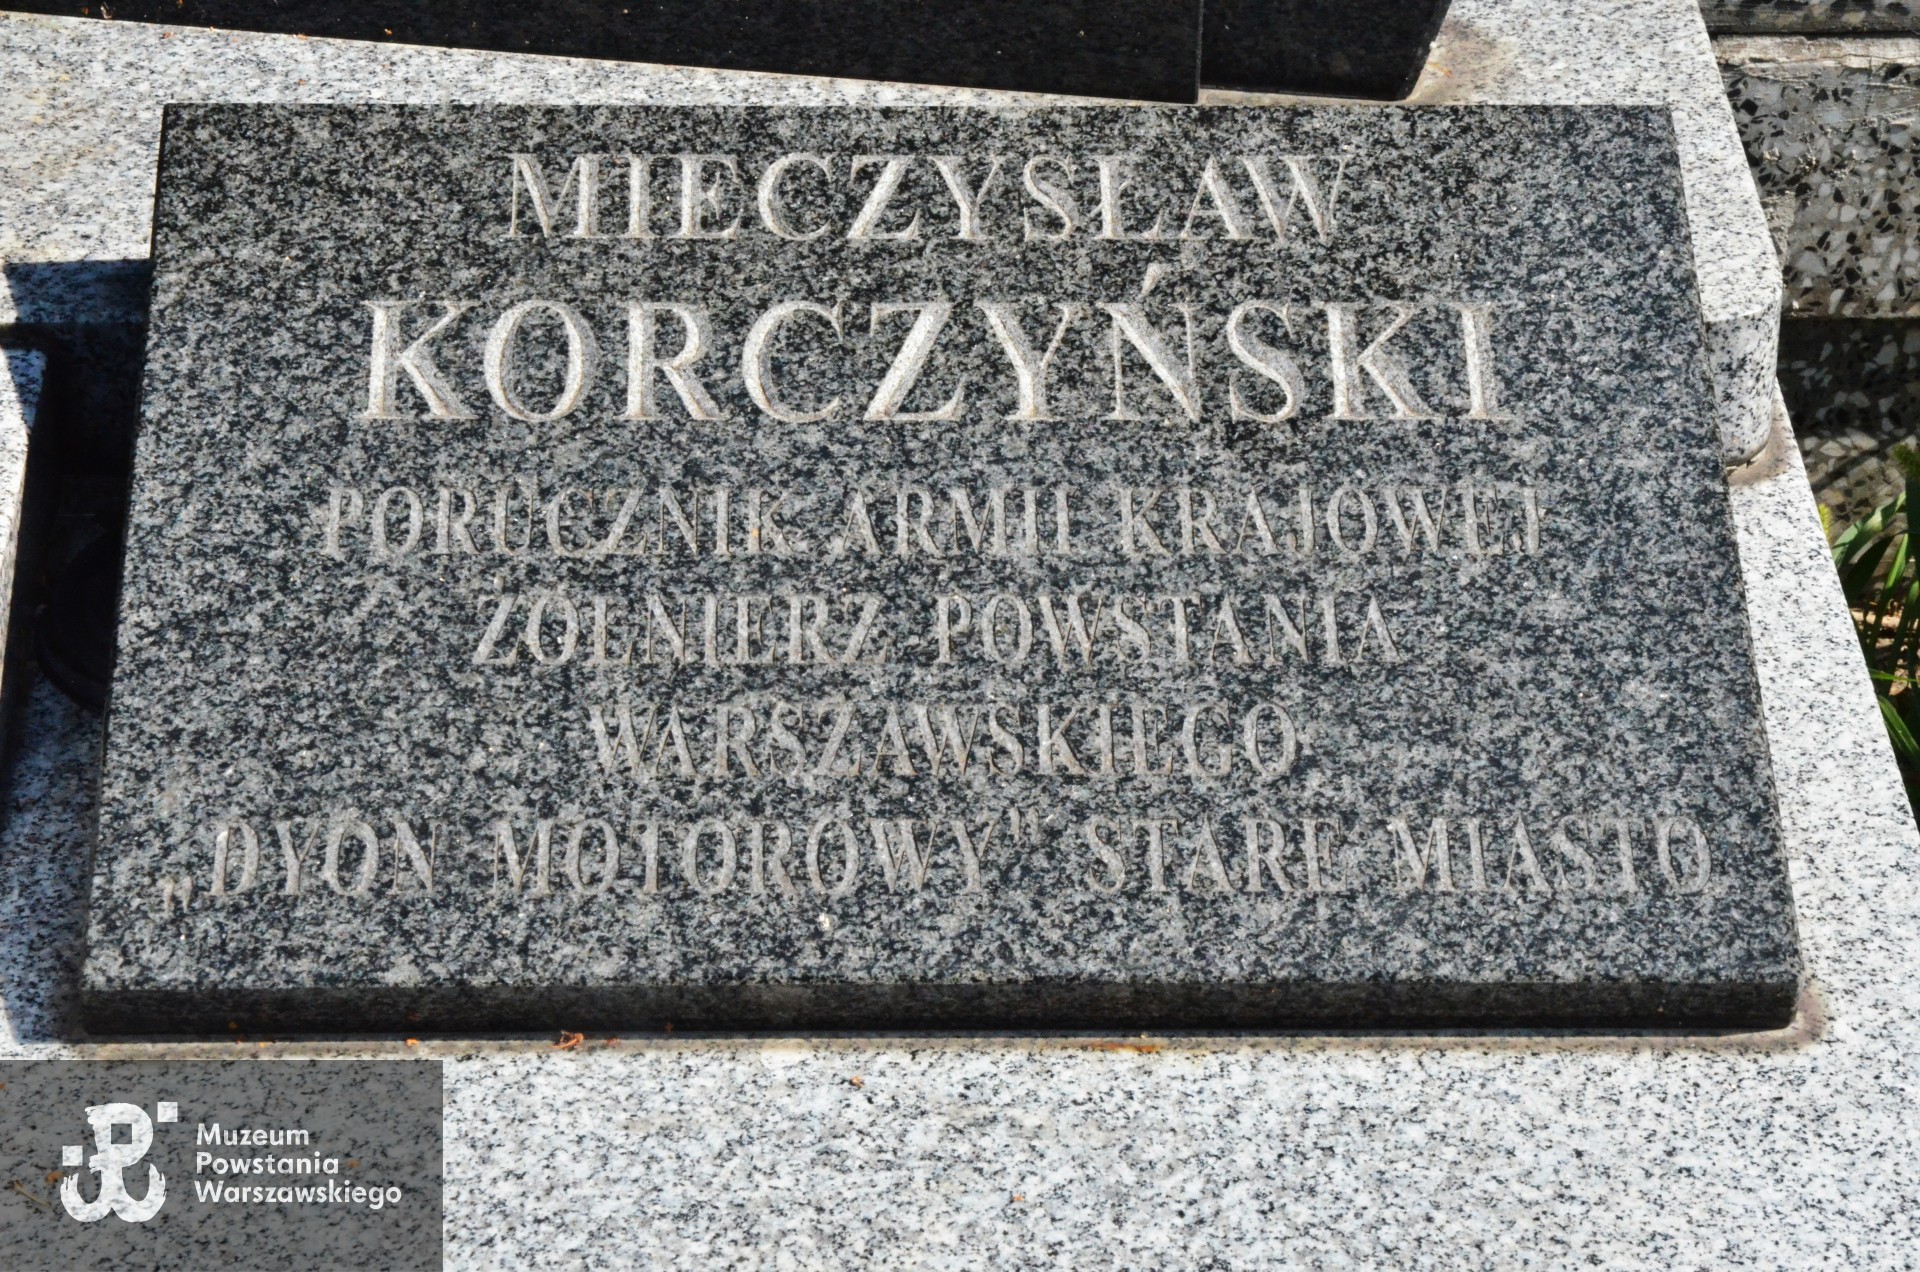 MIECZYSŁAW
KORCZYŃSKI
PORUCZNIK ARMII KRAJOWEJ
ŻOŁNIERZ POWSTANIA
WARSZAWSKIEGO
„DYON MOTOROWY" STARE MIASTO
Muzeum
Powstania
Warszawskiego